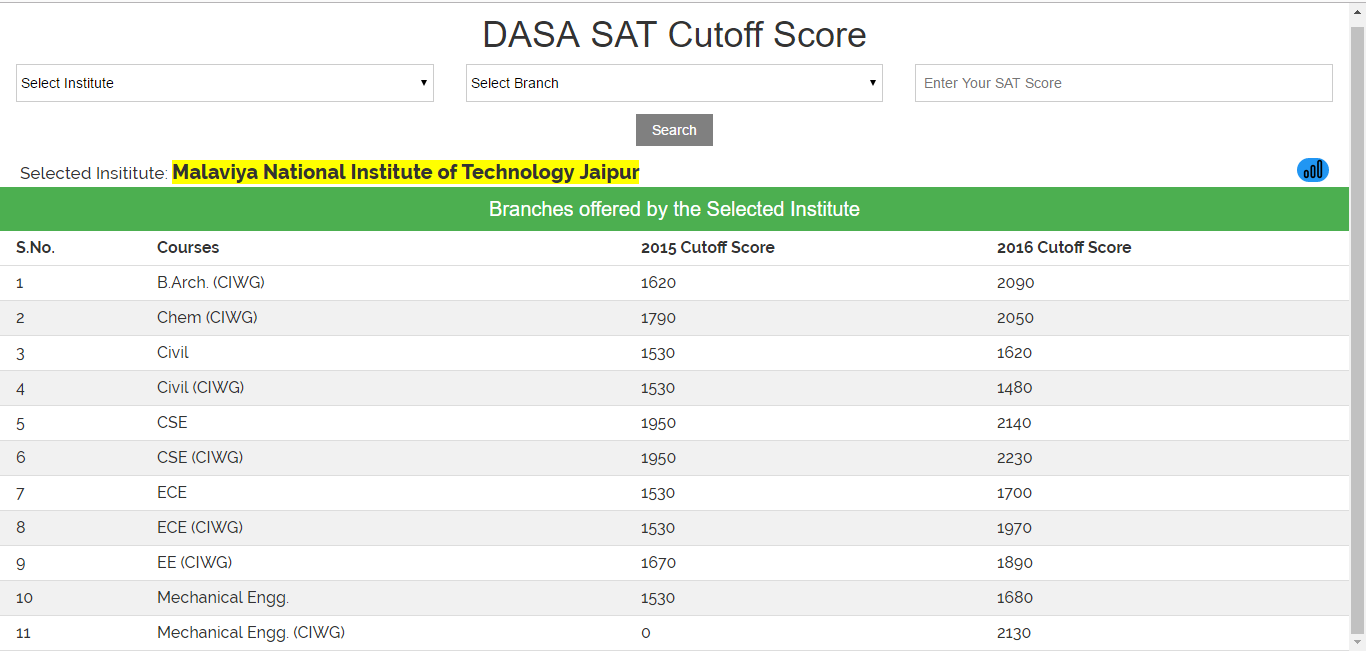 DASA SAT Cutoff Score
Select Institute Select Branch Enter Your SAT Score
Search
Selected Insititute: Malaviya National Institute of Technology Jaipur
Branches offered by the Selected Institute
S.No. Courses 2015 Cutoff Score 2016 Cutoff Score
1 B.Arch. (CIWG) 1620 2090
2 Chem (CIWG) 1790 2050
3 Civil 1530 1620
4 Civil (CIWG) 1530 1480
5 CSE 1950 2140
6 CSE (CIWG) 1950 2230
7 ECE 1530 1700
8 ECE (CIWG) 1530 1970
9 EE (CIWG) 1670 1890
10 Mechanical Engg. 1530 1680
11 Mechanical Engg. (CIWG) 0 2130